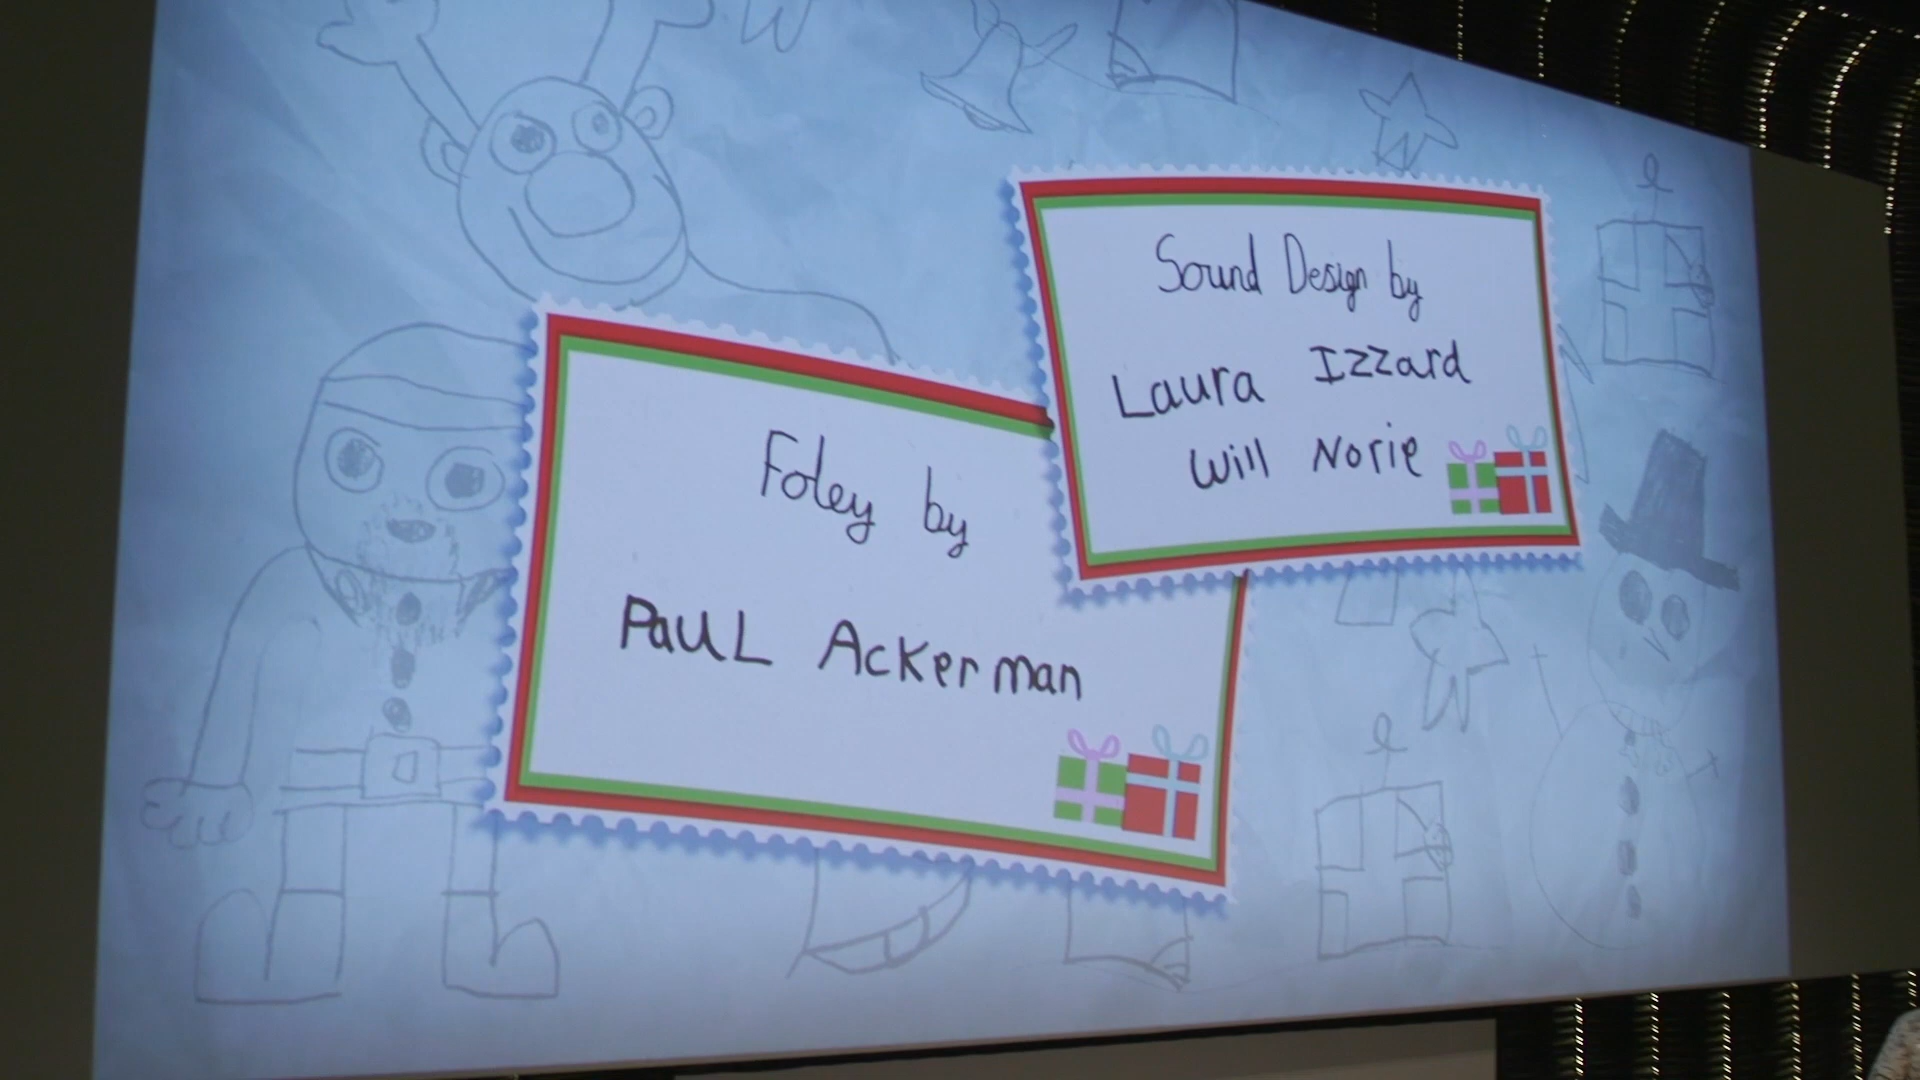 Sound Design by
Laura Izzard
Will Norie
Foley by
Paul Ackerman